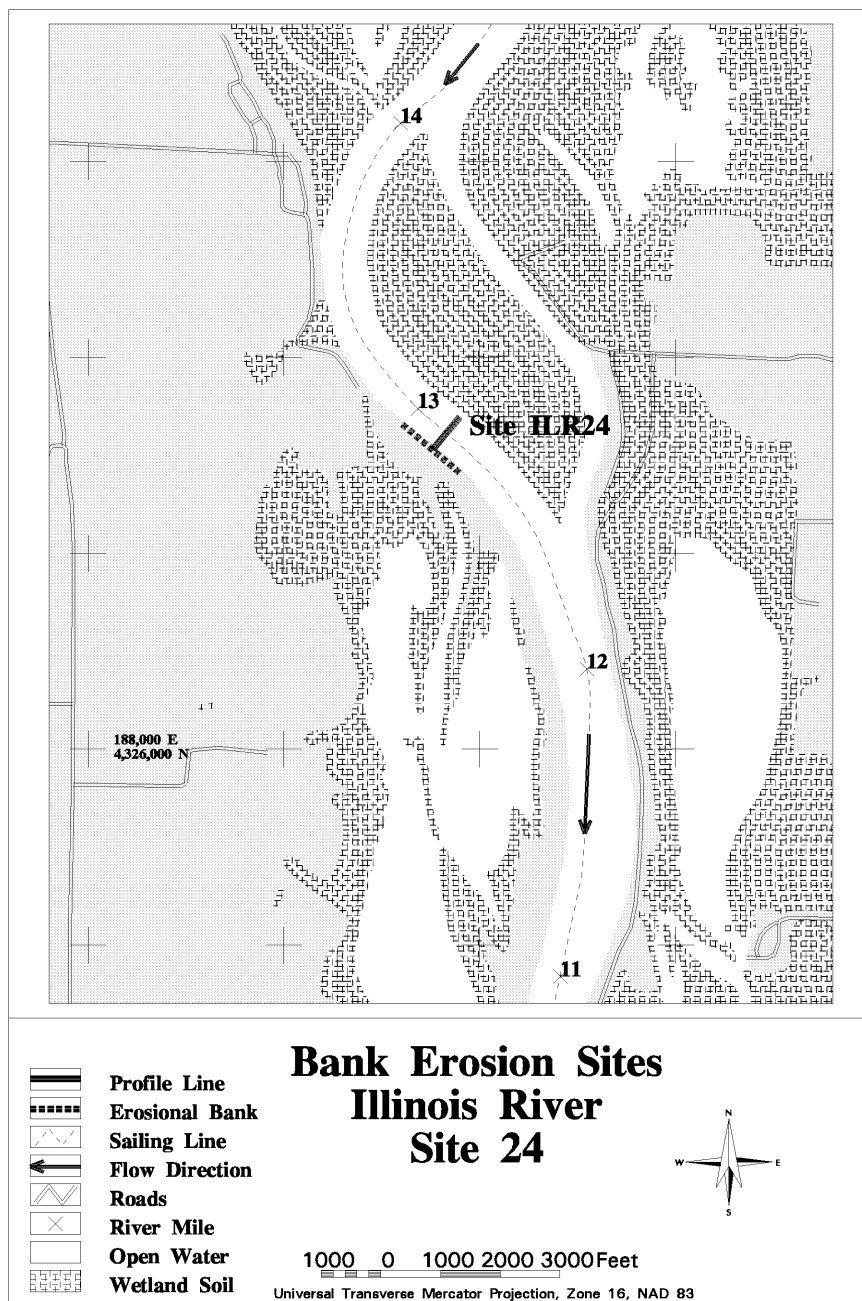 14
13
Site ILR24
12
188,000 E
4,326,000 N
11
Bank Erosion Sites
Illinois River
Site 24
Profile Line
Erosional Bank
Sailing Line
Flow Direction
Roads
River Mile
Open Water
Wetland Soil
N
W E
S
1000 0 1000 2000 3000 Feet
Universal Transverse Mercator Projection, Zone 16, NAD 83